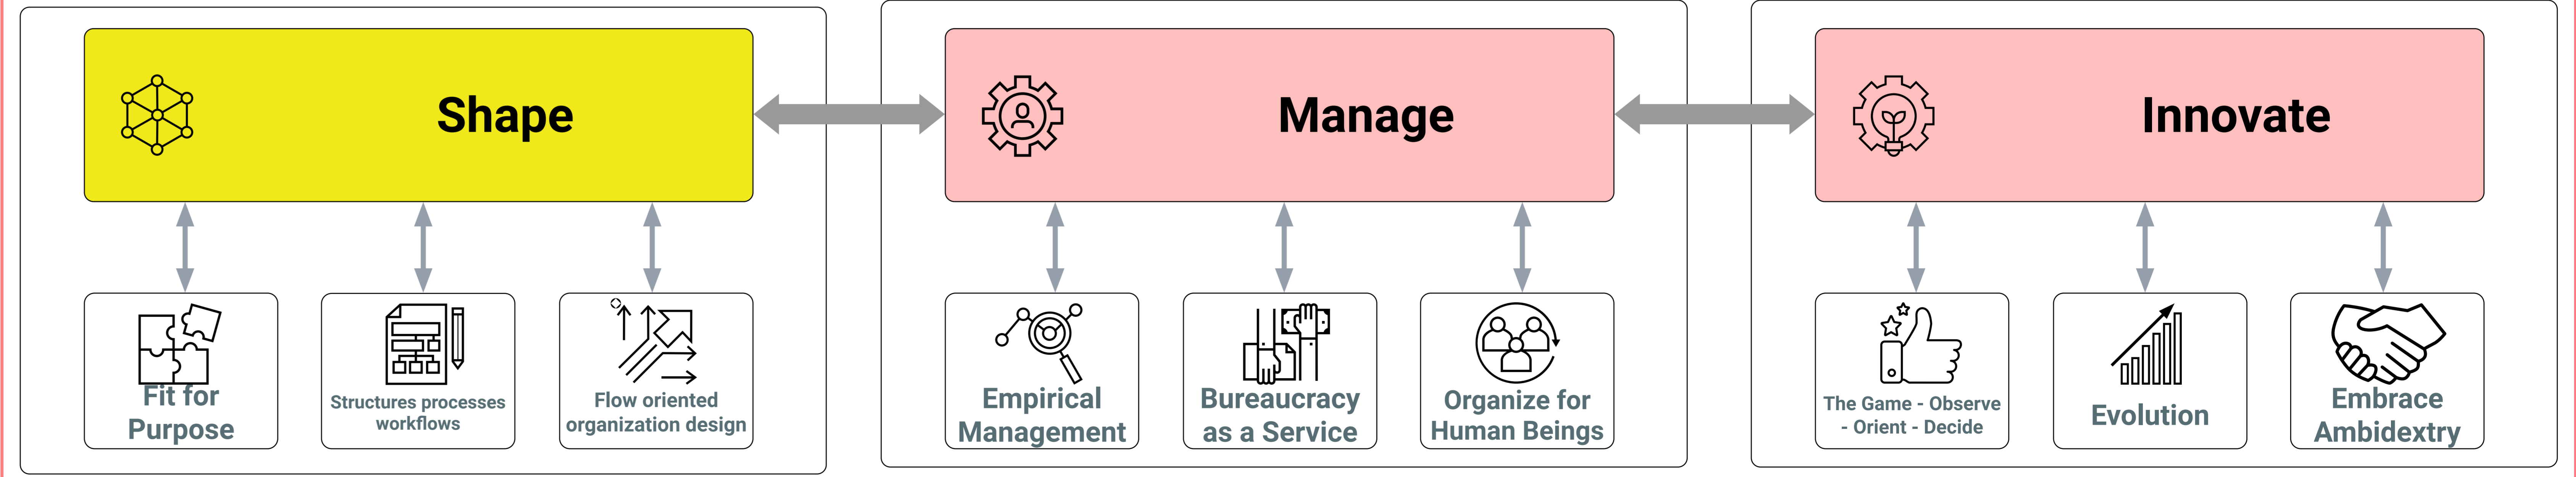 Shape
Manage
Innovate
Fit for
Purpose
Structures processes
workflows
Flow oriented
organization design
Empirical
Management
Bureaucracy
as a Service
Organize for
Human Beings
The Game - Observe
- Orient - Decide
Evolution
Embrace
Ambidextry